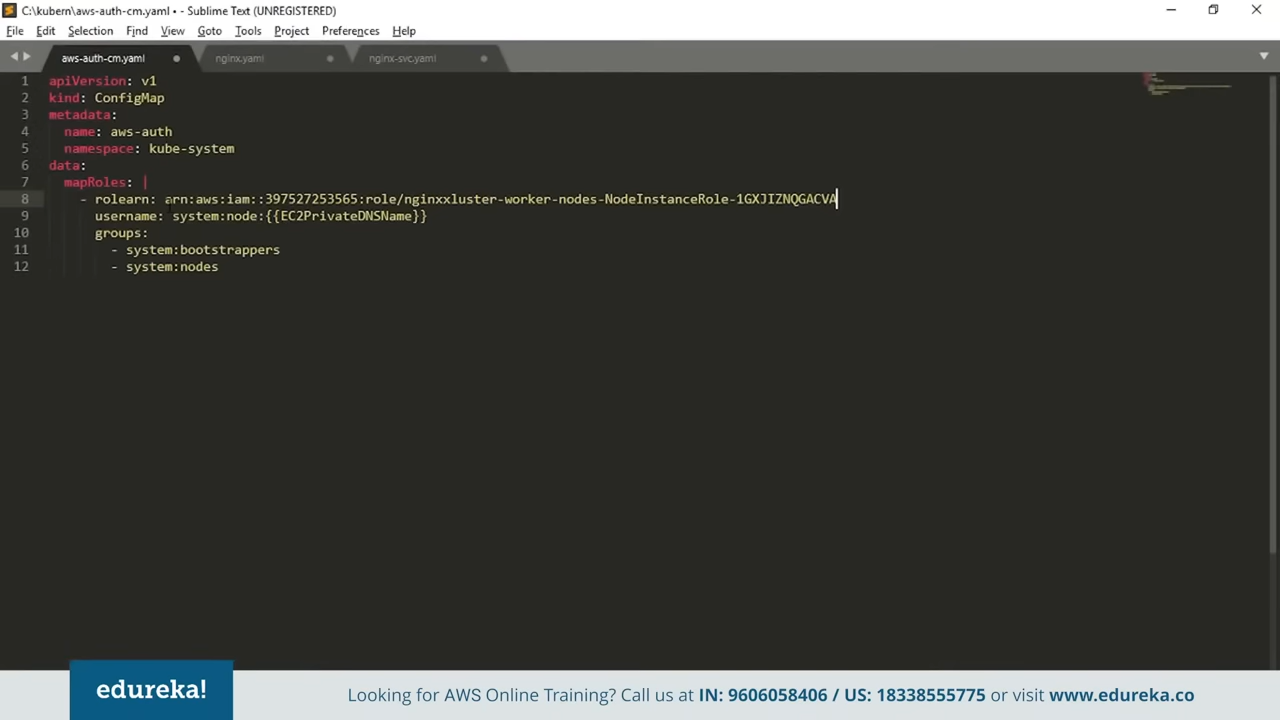 C:\kubern\aws-auth-cm.yaml • - Sublime Text (UNREGISTERED)
File Edit Selection Find View Goto Tools Project Preferences Help
aws-auth-cm.yaml nginx.yaml nginx-svc.yaml
1 apiVersion: v1
2 kind: ConfigMap
3 metadata:
4 name: aws-auth
5 namespace: kube-system
6 data:
7 mapRoles: |
8 - rolearn: arn:aws:iam::397527253565:role/nginxxluster-worker-nodes-NodeInstanceRole-1GXJIZNQGACVA
9 username: system:node:{{EC2PrivateDNSName}}
10 groups:
11 - system:bootstrappers
12 - system:nodes
edureka! Looking for AWS Online Training? Call us at IN: 9606058406 / US: 18338555775 or visit www.edureka.co